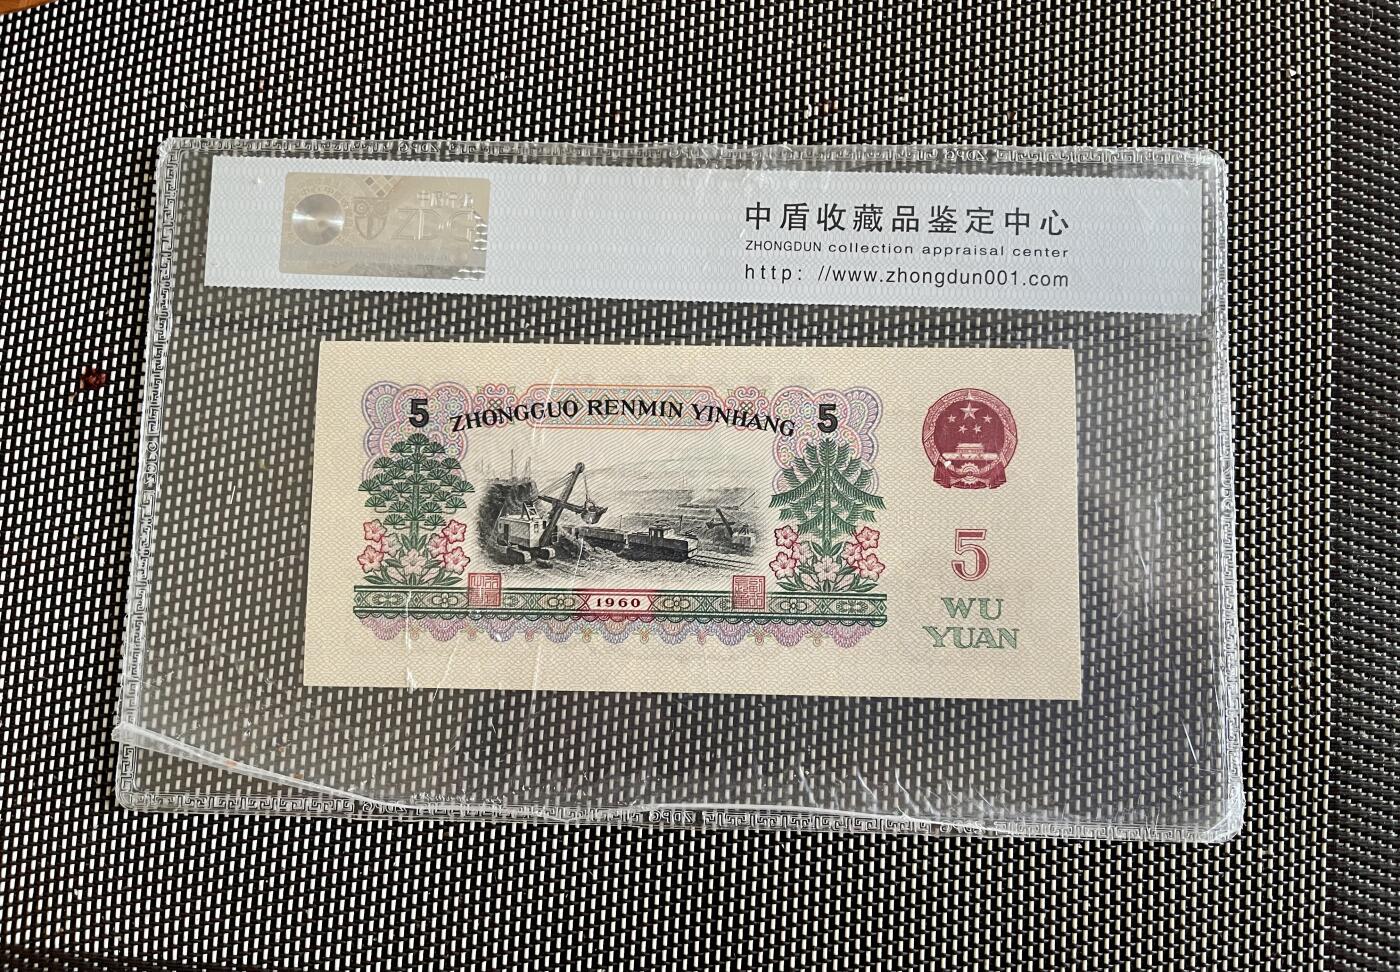 ZDG
中盾收藏品鉴定中心
ZHONGDUN collection appraisal center
http: //www.zhongdun001.com
5 ZHONGGUO RENMIN YINHANG 5
5
1960
WU
YUAN